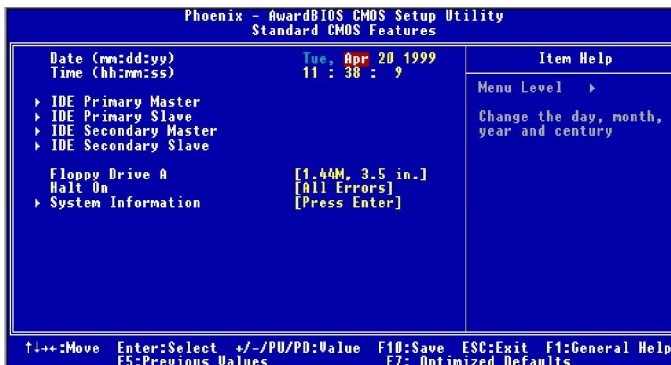 Phoenix - AwardBIOS CMOS Setup Utility
Standard CMOS Features
Date (mm:dd:yy) Tue, Apr 20 1999
Time (hh:mm:ss) 11 : 38 : 9
▸ IDE Primary Master
▸ IDE Primary Slave
▸ IDE Secondary Master
▸ IDE Secondary Slave
Floppy Drive A [1.44M, 3.5 in.]
Halt On [All Errors]
▸ System Information [Press Enter]
Item Help
Menu Level ▸
Change the day, month,
year and century
↑↓→←:Move Enter:Select +/-/PU/PD:Value F10:Save ESC:Exit F1:General Help
F5:Previous Values F7: Optimized Defaults